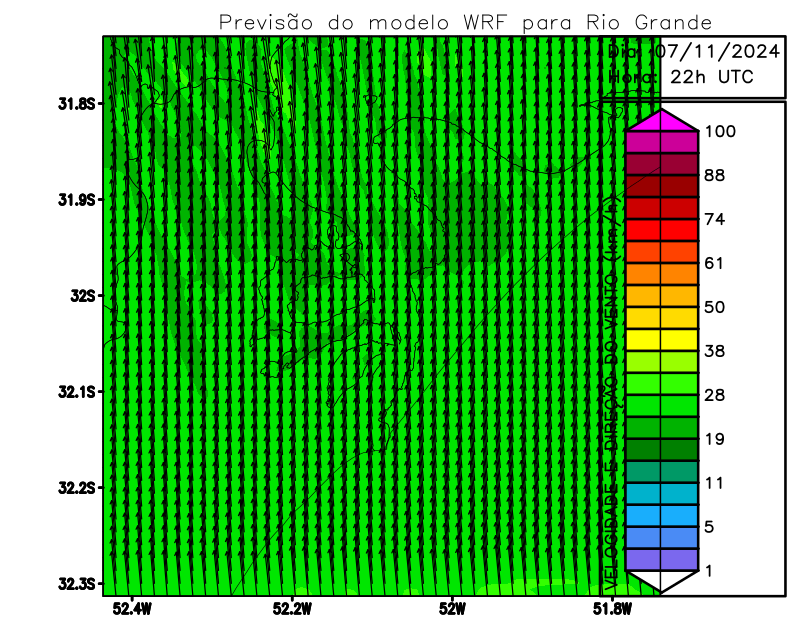 Previsão do modelo WRF para Rio Grande
Dia: 07/11/2024
Hora: 22h UTC
31.8S
31.9S
32S
32.1S
32.2S
32.3S
52.4W
52.2W
52W
51.8W
100
88
74
61
50
38
28
19
11
5
1
VELOCIDADE E DIREÇÃO DO VENTO (km/h)